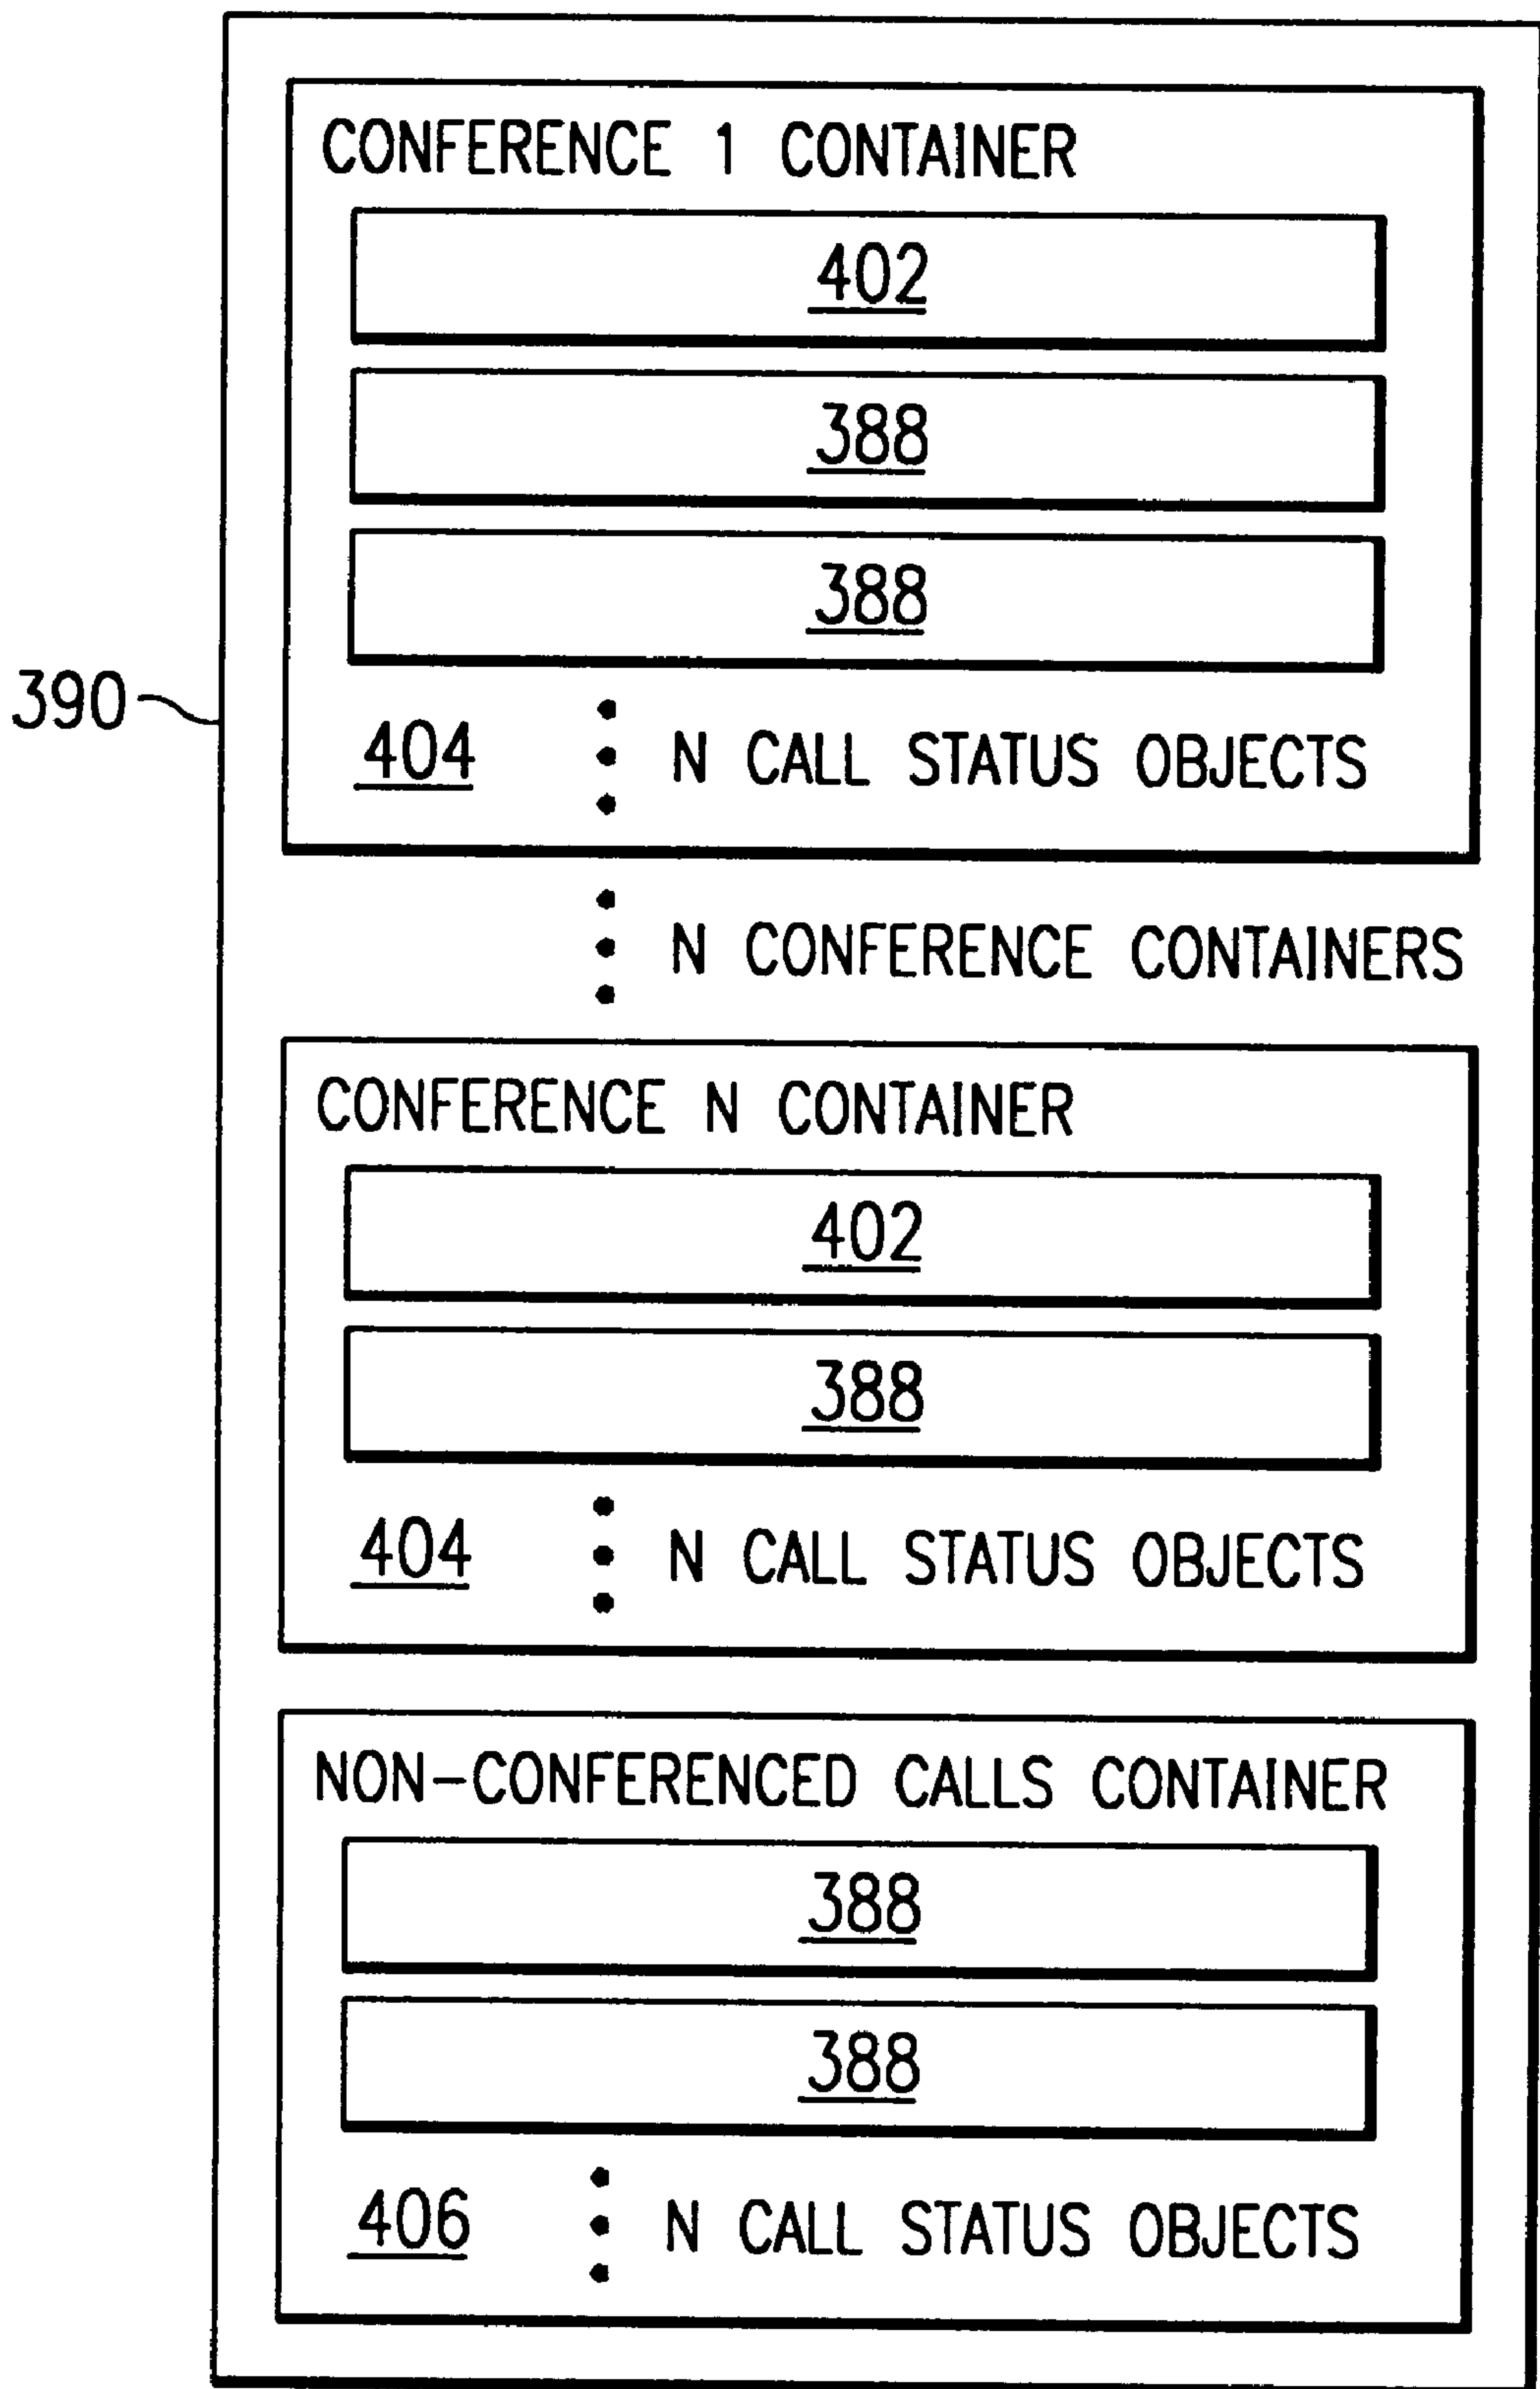 CONFERENCE 1 CONTAINER
402
388
388
390
404 N CALL STATUS OBJECTS
N CONFERENCE CONTAINERS
CONFERENCE N CONTAINER
402
388
404 N CALL STATUS OBJECTS
NON-CONFERENCED CALLS CONTAINER
388
388
406 N CALL STATUS OBJECTS